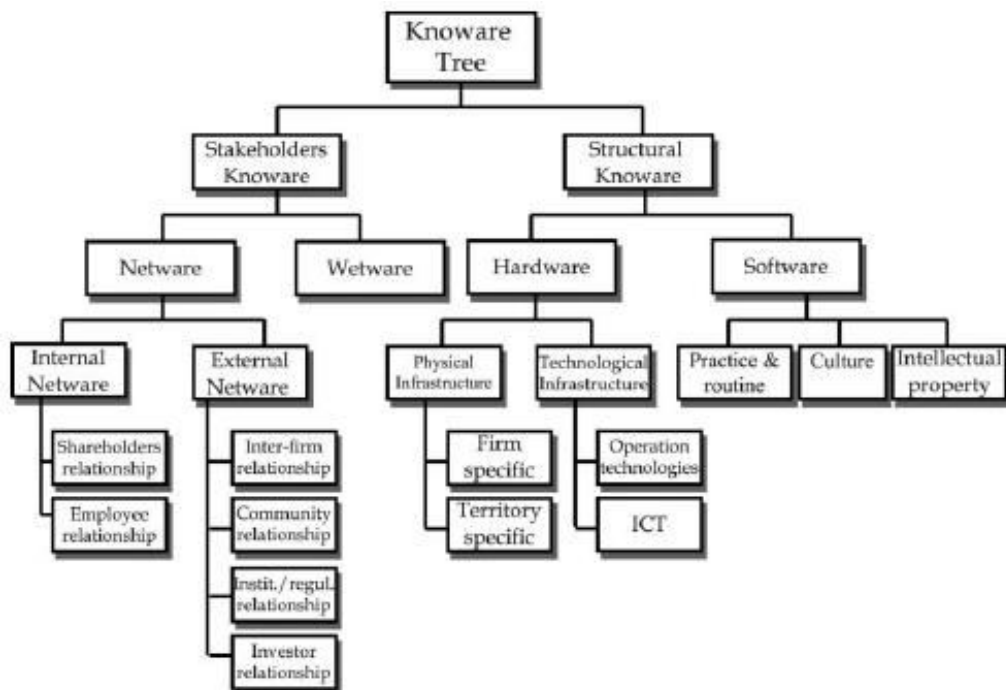 Knoware
Tree
Stakeholders
Knoware
Structural
Knoware
Netware
Wetware
Hardware
Software
Internal
Netware
External
Netware
Physical
Infrastructure
Technological
Infrastructure
Practice &
routine
Culture
Intellectual
property
Shareholders
relationship
Employee
relationship
Inter-firm
relationship
Community
relationship
Instit./regul.
relationship
Investor
relationship
Firm
specific
Territory
specific
Operation
technologies
ICT